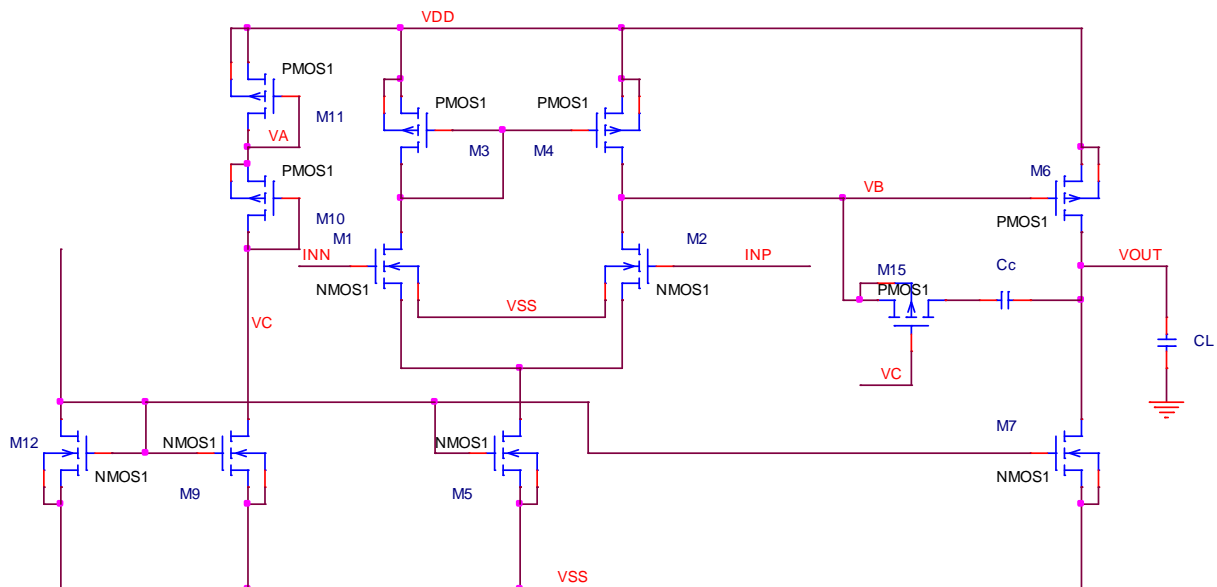 VDD
PMOS1
M11
VA
PMOS1
M10
PMOS1
M3
PMOS1
M4
VB
M6
PMOS1
M1
INN
NMOS1
M2
INP
NMOS1
VSS
VOUT
M15
PMOS1
Cc
CL
VC
VC
M12
NMOS1
NMOS1
M9
NMOS1
M5
M7
NMOS1
VSS